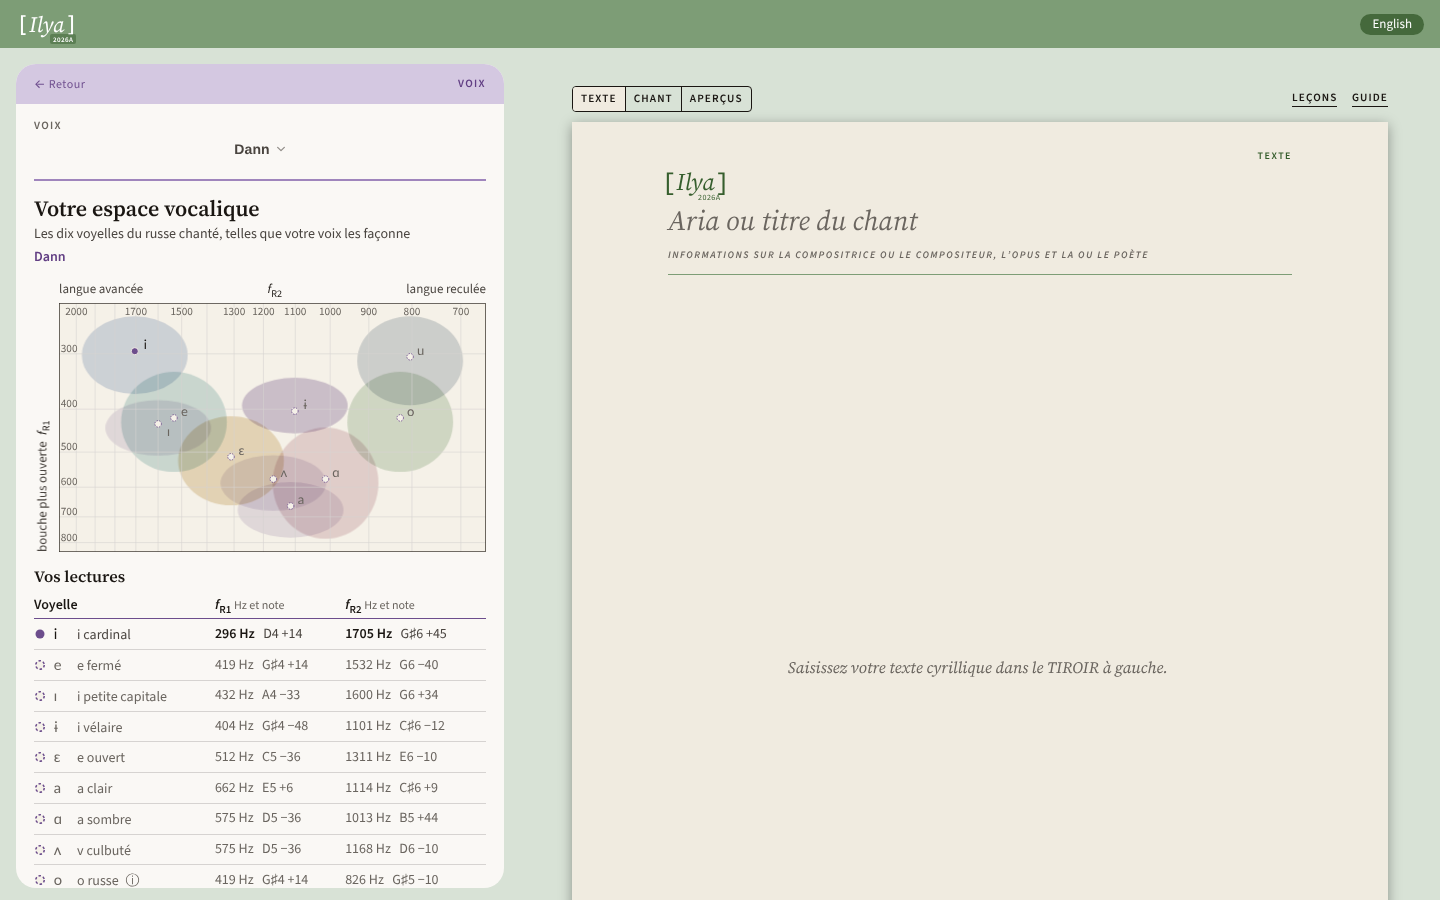 [Ilya]
2026A
English
← Retour
VOIX
VOIX
Dann
Votre espace vocalique
Les dix voyelles du russe chanté, telles que votre voix les façonne
Dann
langue avancée fR2 langue reculée
2000 1700 1500 1300 1200 1100 1000 900 800 700
300
400
500
600
700
800
bouche plus ouverte fR1
i
u
e
ɪ
ɨ
o
ɛ
ʌ
ɑ
a
Vos lectures
Voyelle fR1 Hz et note fR2 Hz et note
i i cardinal 296 Hz D4 +14 1705 Hz G♯6 +45
e e fermé 419 Hz G♯4 +14 1532 Hz G6 −40
ɪ i petite capitale 432 Hz A4 −33 1600 Hz G6 +34
ɨ i vélaire 404 Hz G♯4 −48 1101 Hz C♯6 −12
ɛ e ouvert 512 Hz C5 −36 1311 Hz E6 −10
a a clair 662 Hz E5 +6 1114 Hz C♯6 +9
ɑ a sombre 575 Hz D5 −36 1013 Hz B5 +44
ʌ v culbuté 575 Hz D5 −36 1168 Hz D6 −10
o o russe ⓘ 419 Hz G♯4 +14 826 Hz G♯5 −10
TEXTE CHANT APERÇUS
LEÇONS GUIDE
TEXTE
[Ilya]
2026A
Aria ou titre du chant
INFORMATIONS SUR LA COMPOSITRICE OU LE COMPOSITEUR, L'OPUS ET LA OU LE POÈTE
Saisissez votre texte cyrillique dans le TIROIR à gauche.